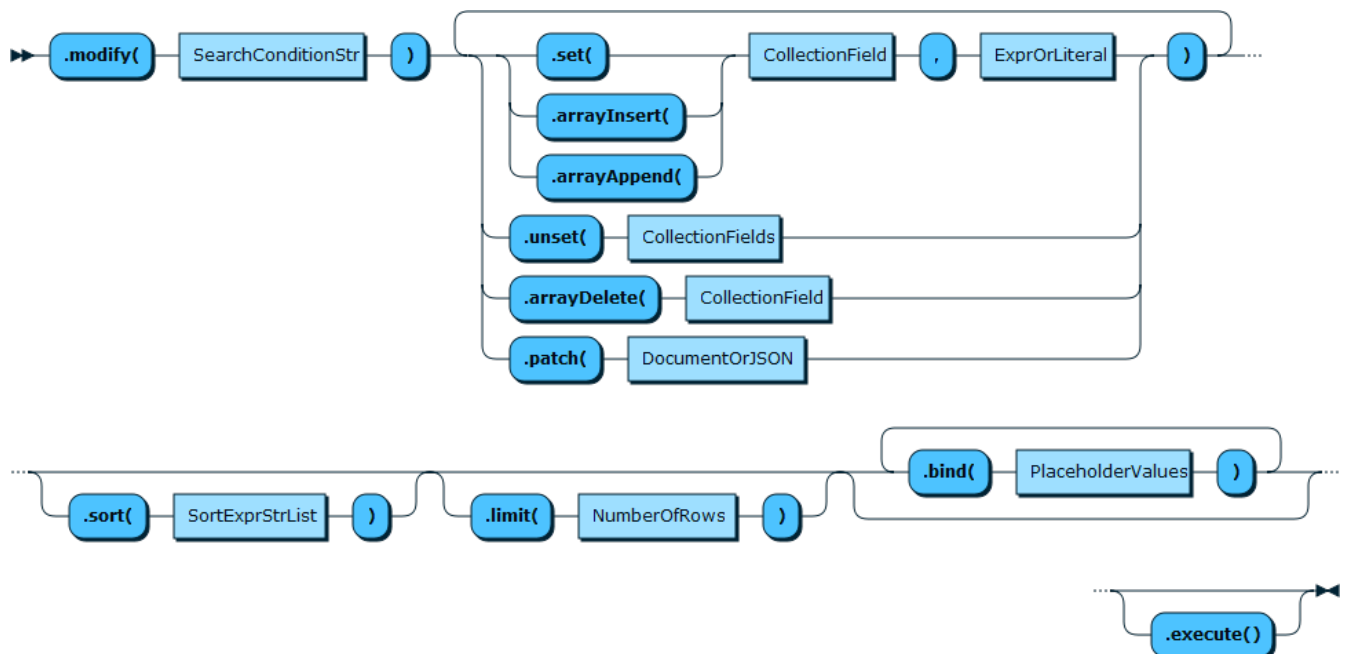 .modify( SearchConditionStr ) .set( CollectionField , ExprOrLiteral )
.arrayInsert(
.arrayAppend(
.unset( CollectionFields
.arrayDelete( CollectionField
.patch( DocumentOrJSON
.bind( PlaceholderValues )
.sort( SortExprStrList ) .limit( NumberOfRows )
.execute()